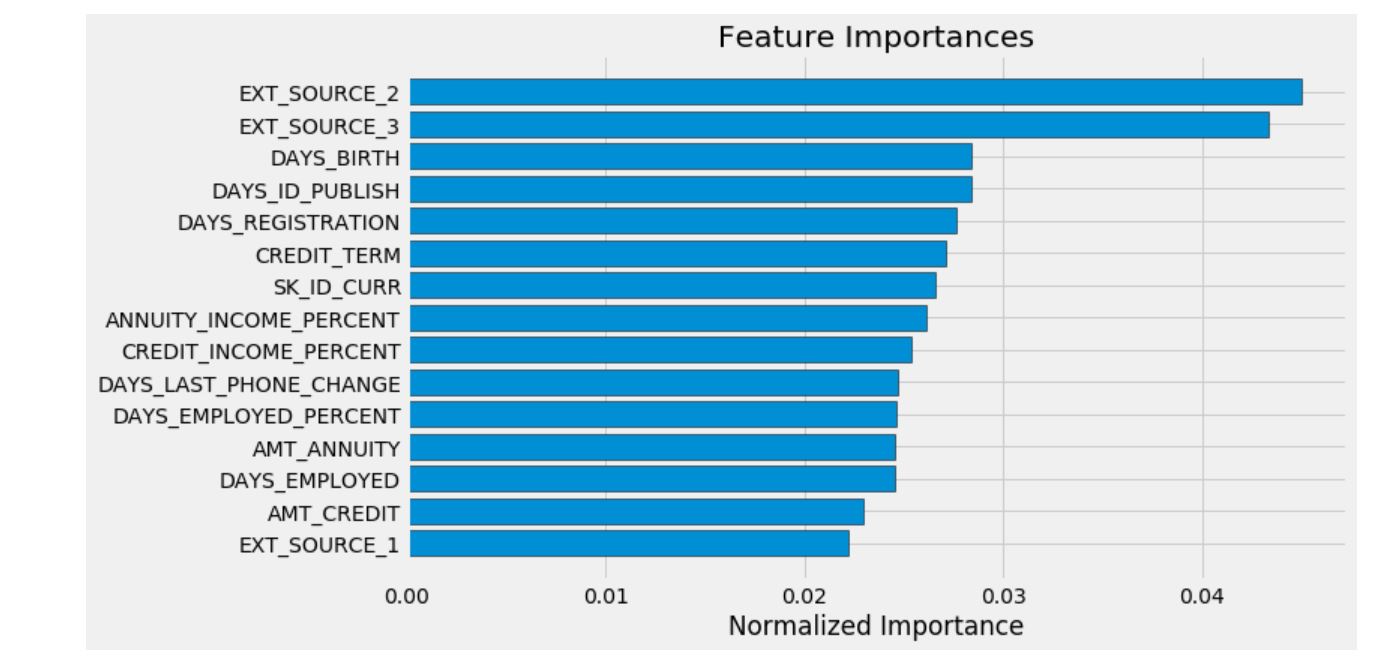 Feature Importances
EXT_SOURCE_2
EXT_SOURCE_3
DAYS_BIRTH
DAYS_ID_PUBLISH
DAYS_REGISTRATION
CREDIT_TERM
SK_ID_CURR
ANNUITY_INCOME_PERCENT
CREDIT_INCOME_PERCENT
DAYS_LAST_PHONE_CHANGE
DAYS_EMPLOYED_PERCENT
AMT_ANNUITY
DAYS_EMPLOYED
AMT_CREDIT
EXT_SOURCE_1
0.00 0.01 0.02 0.03 0.04
Normalized Importance